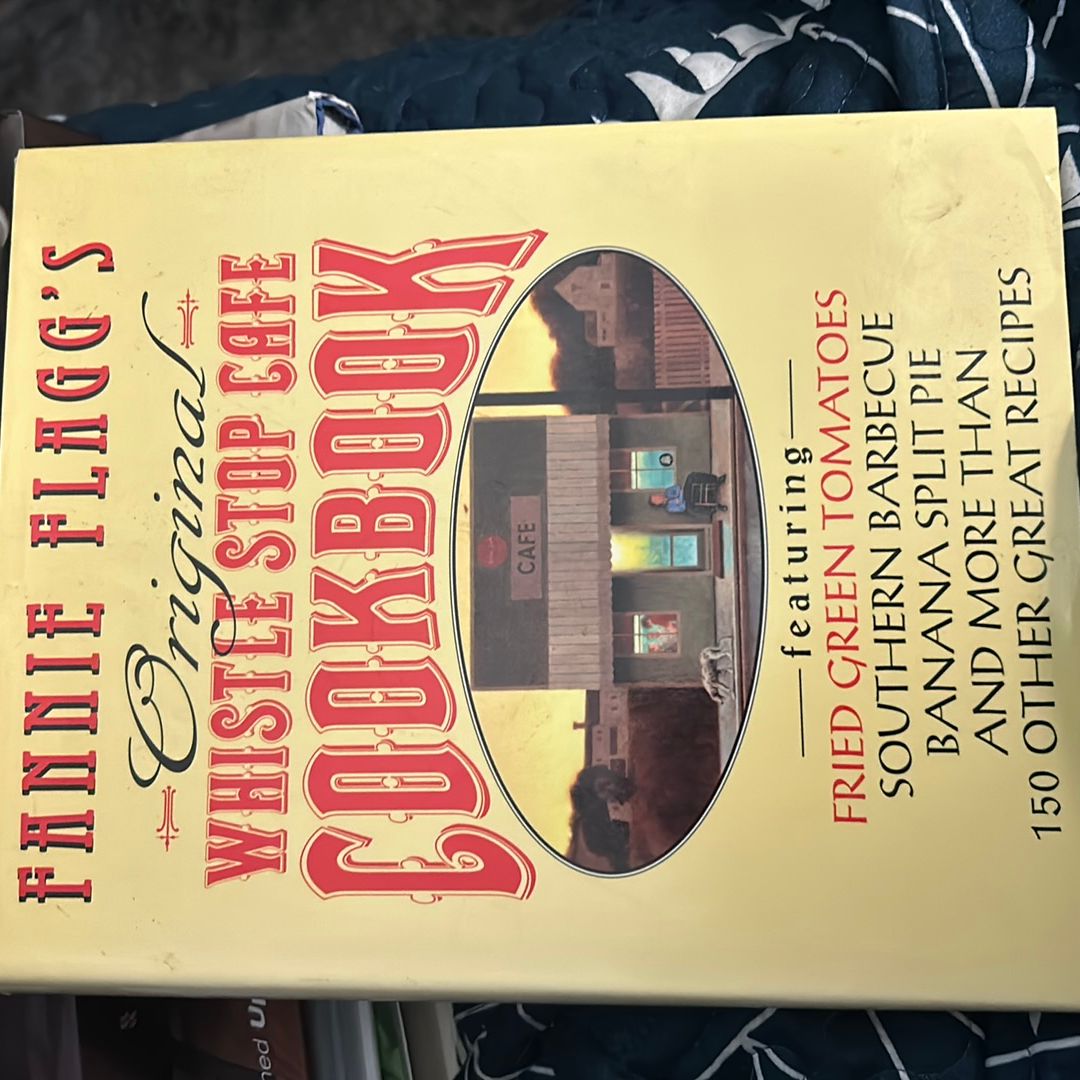 FANNIE FLAGG'S
Original
WHISTLE STOP CAFE
COOKBOOK
CAFE
featuring
FRIED GREEN TOMATOES
SOUTHERN BARBECUE
BANANA SPLIT PIE
AND MORE THAN
150 OTHER GREAT RECIPES